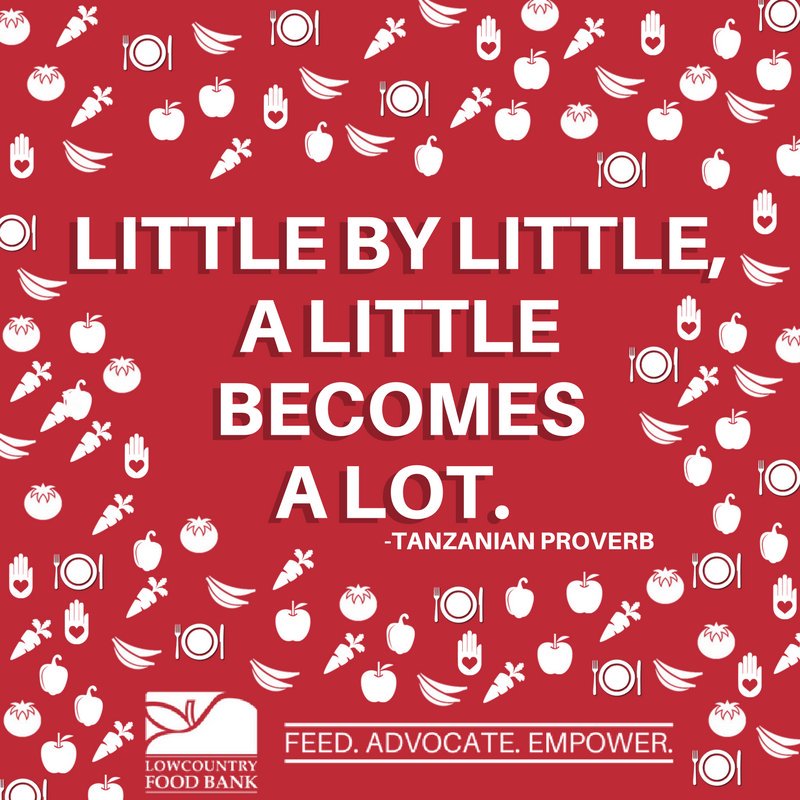 LITTLE BY LITTLE,
A LITTLE
BECOMES
A LOT.
-TANZANIAN PROVERB
LOWCOUNTRY
FOOD BANK
FEED. ADVOCATE. EMPOWER.